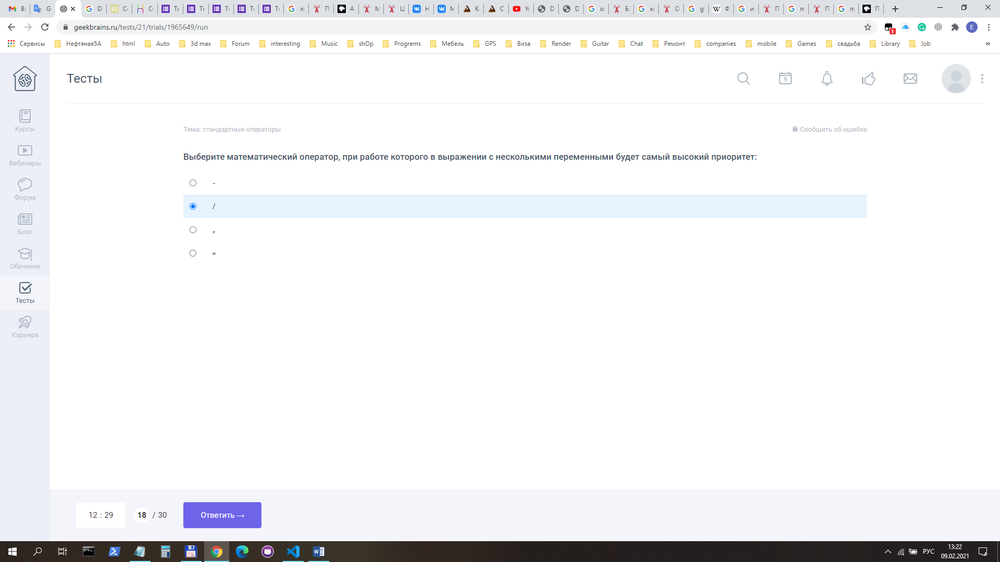 geekbrains.ru/tests/21/trials/1965649/run
1
E
Сервисы Нефтяная5А html Auto 3d max Forum interesting Music shOp Progrems Мебель GPS Виза Render Guitar Chat Ремонт companies mobile Games свадьба Library Job »
Тесты
9
Курсы
Вебинары
Форум
Блог
Обучение
Тесты
Карьера
Тема: стандартные операторы
Сообщить об ошибке
Выберите математический оператор, при работе которого в выражении с несколькими переменными будет самый высокий приоритет:
-
/
,
=
12 : 29
18 / 30
Ответить →
РУС
13:22
09.02.2021